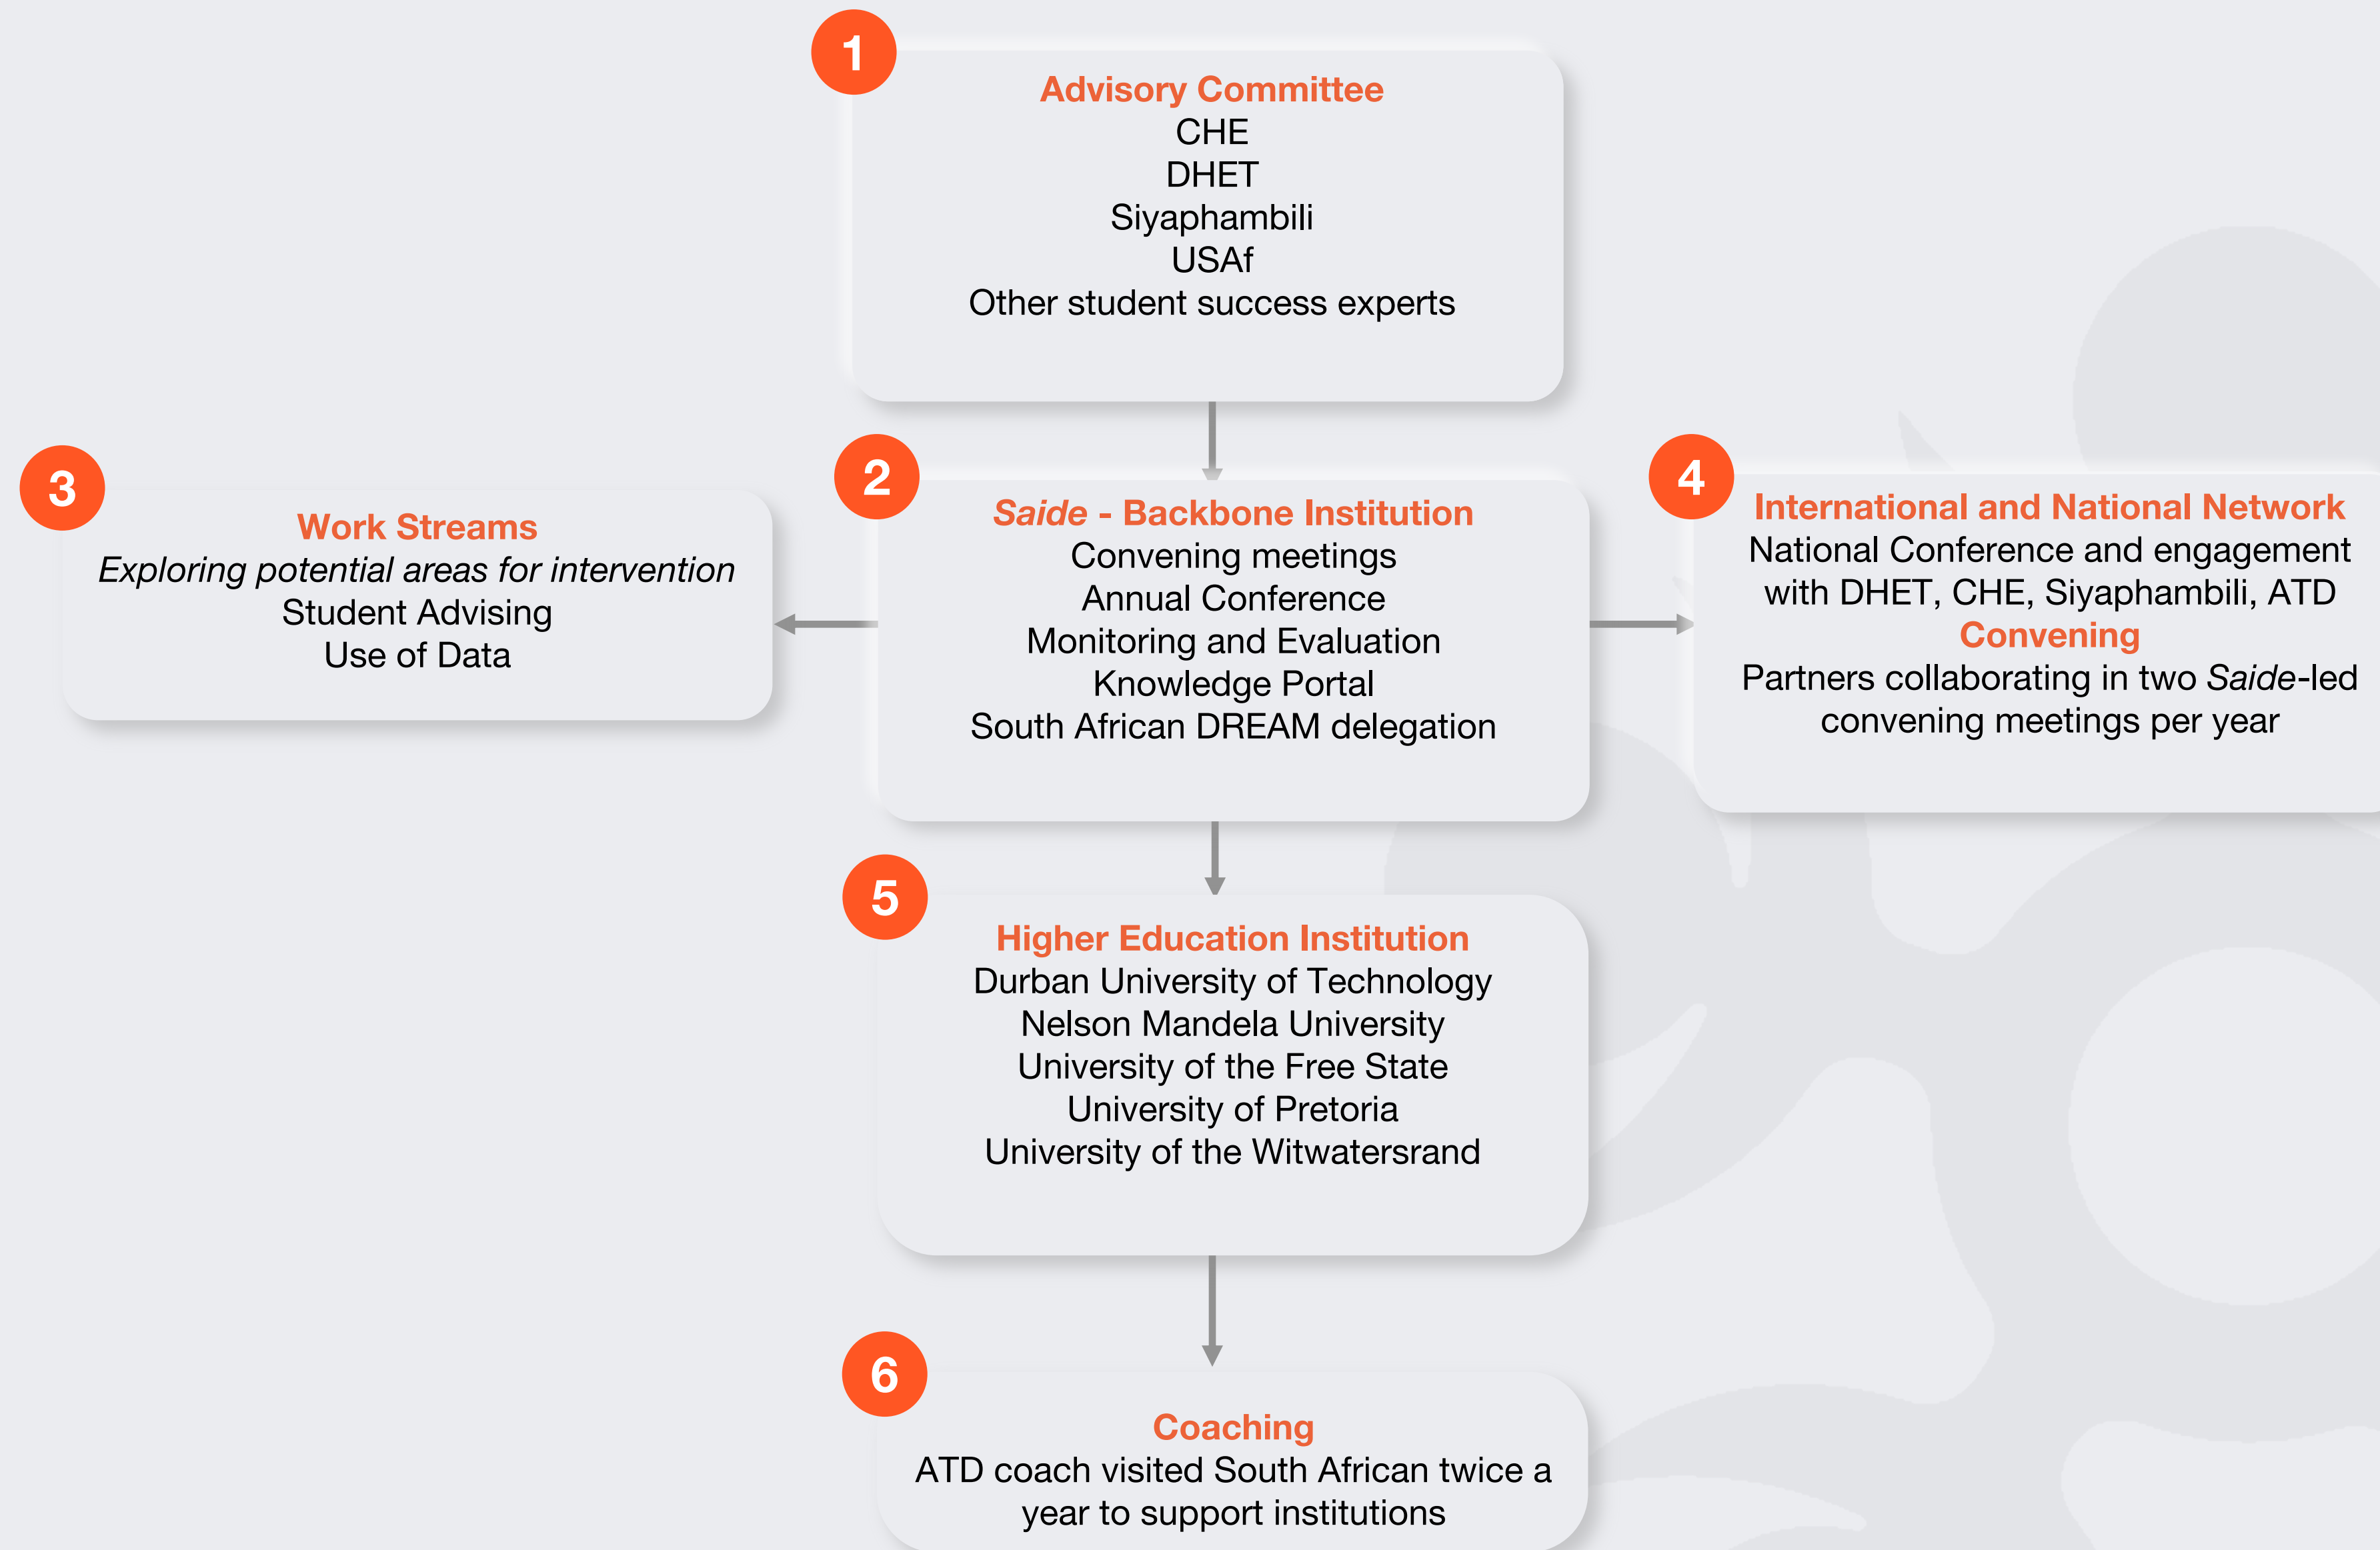 1
Advisory Committee
CHE
DHET
Siyaphambili
USAf
Other student success experts
2
Saide - Backbone Institution
Convening meetings
Annual Conference
Monitoring and Evaluation
Knowledge Portal
South African DREAM delegation
3
Work Streams
Exploring potential areas for intervention
Student Advising
Use of Data
4
International and National Network
National Conference and engagement
with DHET, CHE, Siyaphambili, ATD
Convening
Partners collaborating in two Saide-led
convening meetings per year
5
Higher Education Institution
Durban University of Technology
Nelson Mandela University
University of the Free State
University of Pretoria
University of the Witwatersrand
6
Coaching
ATD coach visited South African twice a
year to support institutions